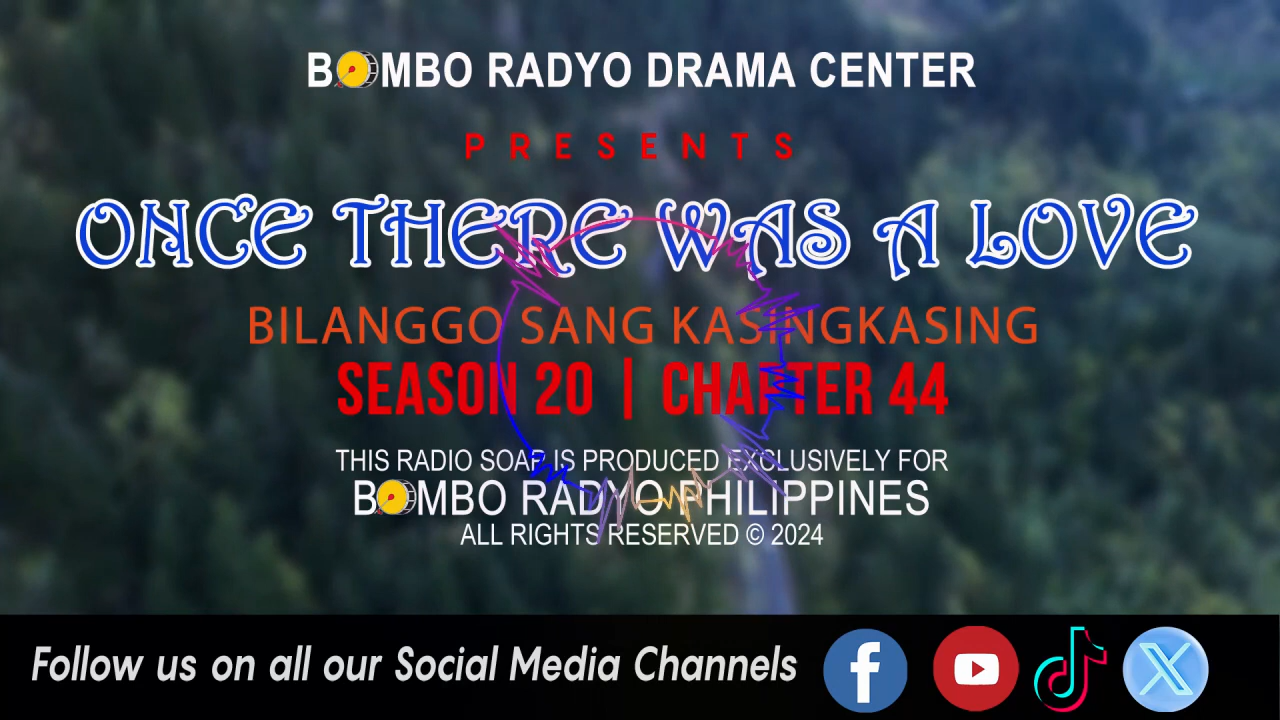 BOMBO RADYO DRAMA CENTER
PRESENTS
ONCE THERE WAS A LOVE
BILANGGO SANG KASINGKASING
SEASON 20 | CHAPTER 44
THIS RADIO SOAP IS PRODUCED EXCLUSIVELY FOR
BOMBO RADYO PHILIPPINES
ALL RIGHTS RESERVED © 2024
Follow us on all our Social Media Channels